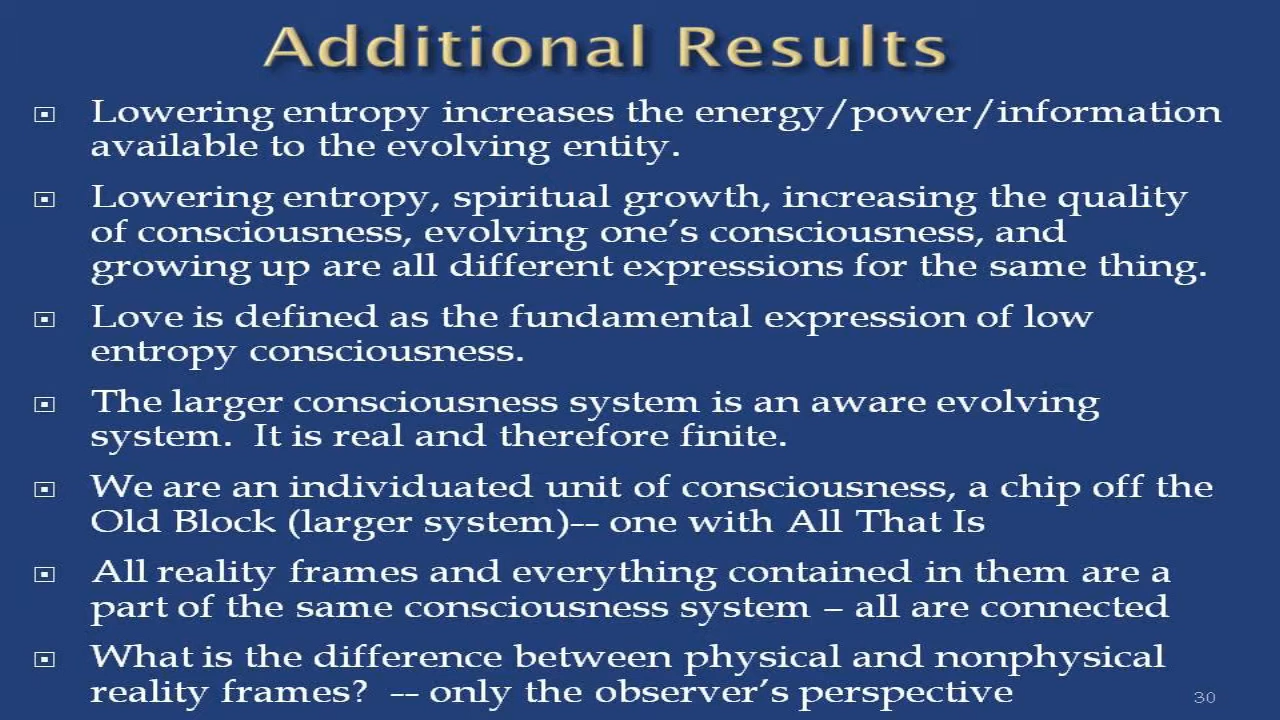 Additional Results
Lowering entropy increases the energy/power/information
available to the evolving entity.
Lowering entropy, spiritual growth, increasing the quality
of consciousness, evolving one’s consciousness, and
growing up are all different expressions for the same thing.
Love is defined as the fundamental expression of low
entropy consciousness.
The larger consciousness system is an aware evolving
system.  It is real and therefore finite.
We are an individuated unit of consciousness, a chip off the
Old Block (larger system)-- one with All That Is
All reality frames and everything contained in them are a
part of the same consciousness system – all are connected
What is the difference between physical and nonphysical
reality frames?  -- only the observer’s perspective
30